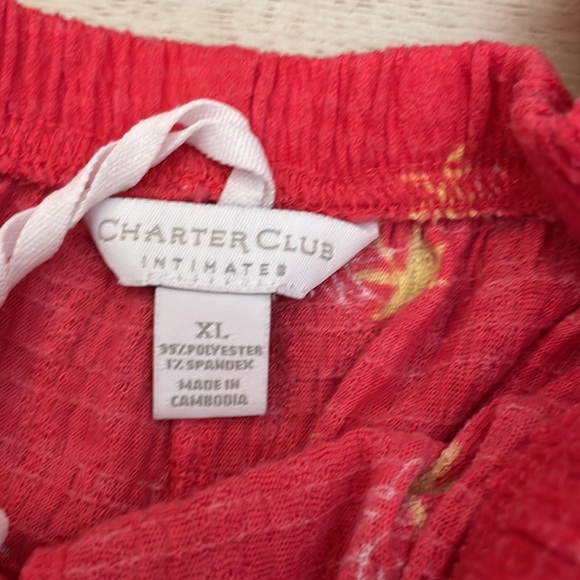 CHARTER CLUB
INTIMATES
XL
99% POLYESTER
1% SPANDEX
MADE IN
CAMBODIA